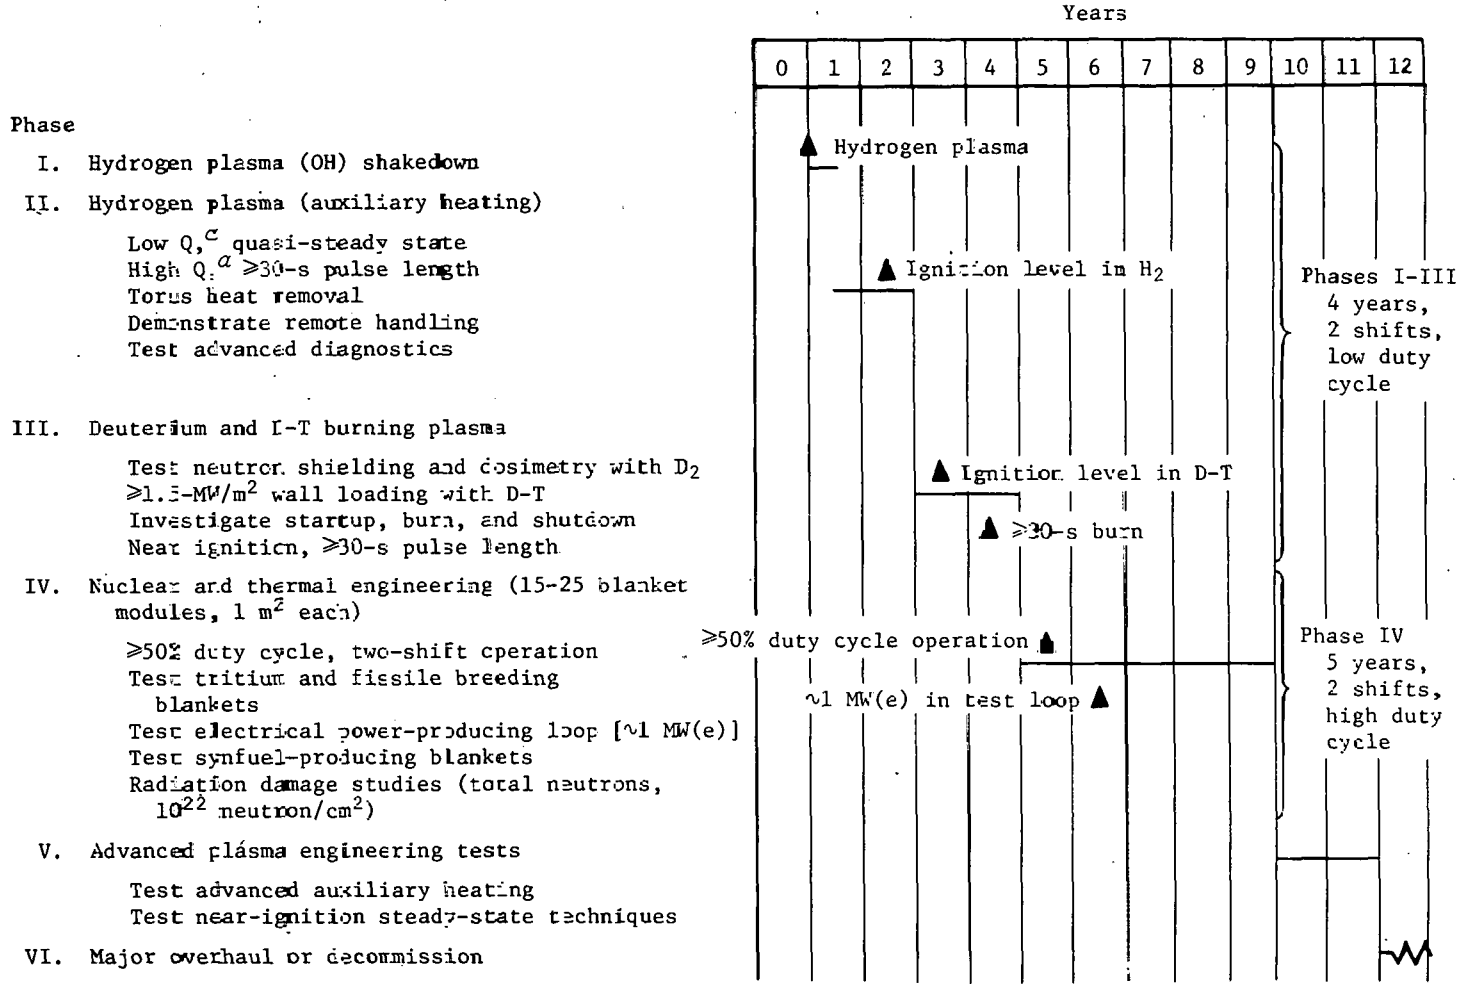 Years
0 1 2 3 4 5 6 7 8 9 10 11 12
Phase
I. Hydrogen plasma (OH) shakedown
Hydrogen plasma
II. Hydrogen plasma (auxiliary heating)
Low Q, quasi-steady state
High Q,ᵃ ≥30-s pulse length
Torus heat removal
Demonstrate remote handling
Test advanced diagnostics
Ignition level in H₂
Phases I-III
4 years,
2 shifts,
low duty
cycle
III. Deuterium and D-T burning plasma
Test neutron shielding and dosimetry with D₂
≥1.5-MW/m² wall loading with D-T
Investigate startup, burn, and shutdown
Near ignition, ≥30-s pulse length
Ignition level in D-T
≥30-s burn
IV. Nuclear and thermal engineering (15-25 blanket
modules, 1 m² each)
≥50% duty cycle, two-shift operation
Test tritium and fissile breeding
blankets
Test electrical power-producing loop [∿1 MW(e)]
Test synfuel-producing blankets
Radiation damage studies (total neutrons,
10²² neutron/cm²)
≥50% duty cycle operation
∿1 MW(e) in test loop
Phase IV
5 years,
2 shifts,
high duty
cycle
V. Advanced plasma engineering tests
Test advanced auxiliary heating
Test near-ignition steady-state techniques
VI. Major overhaul or decommission